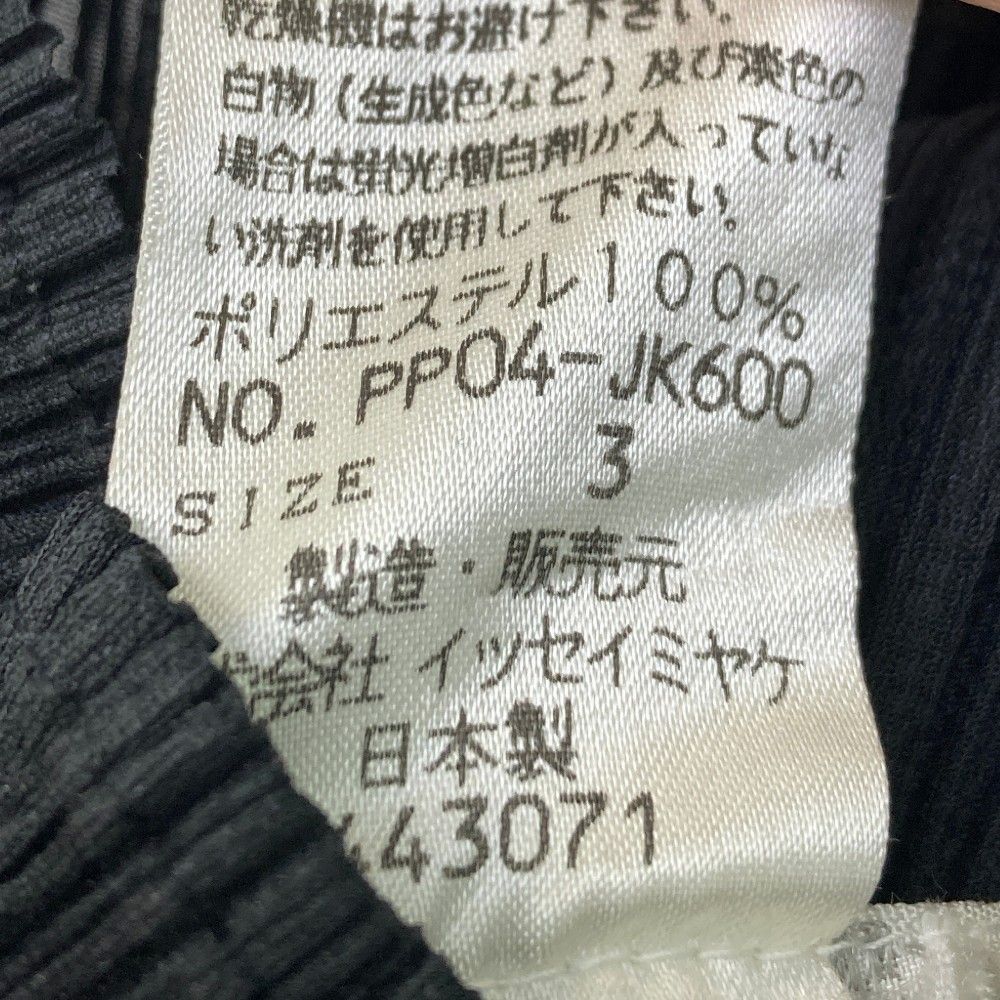 乾燥機はお避け下さい。
白物(生成色など)及び淡色の
場合は蛍光増白剤が入っていな
い洗剤を使用して下さい。
ポリエステル100%
NO. PP04-JK600
SIZE 3
製造・販売元
会社 イッセイミヤケ
日本製
43071